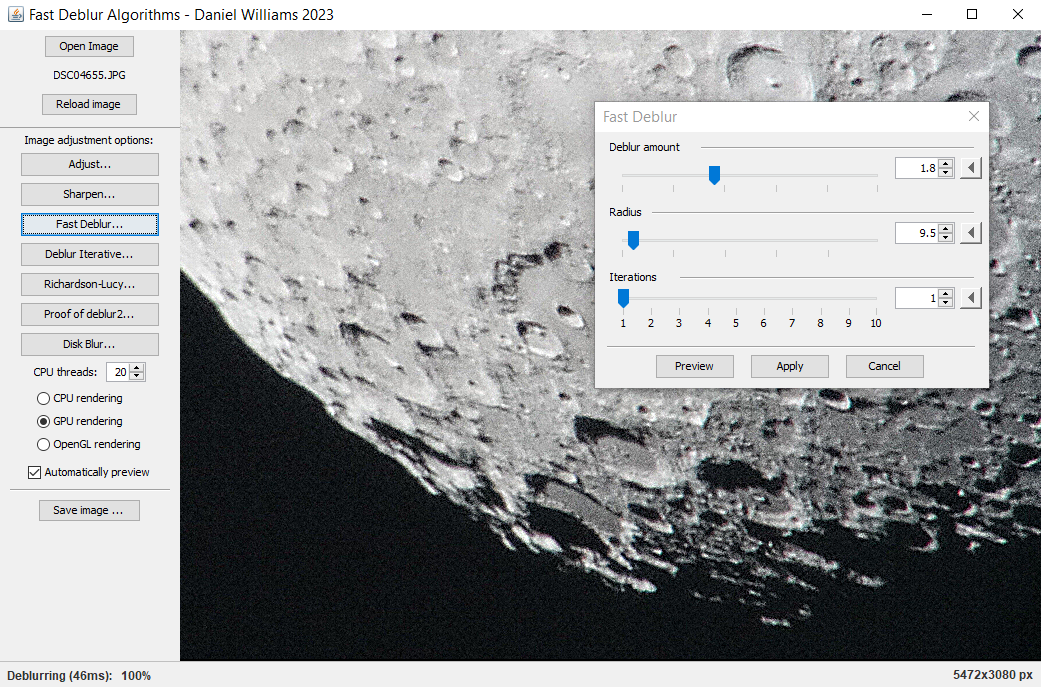 Fast Deblur Algorithms - Daniel Williams 2023
Open Image
DSC04655.JPG
Reload image
Image adjustment options:
Adjust...
Sharpen...
Fast Deblur...
Deblur Iterative...
Richardson-Lucy...
Proof of deblur2...
Disk Blur...
CPU threads: 20
CPU rendering
GPU rendering
OpenGL rendering
Automatically preview
Save image ...
Fast Deblur
Deblur amount
1.8
Radius
9.5
Iterations
1
1 2 3 4 5 6 7 8 9 10
Preview Apply Cancel
Deblurring (46ms): 100%
5472x3080 px